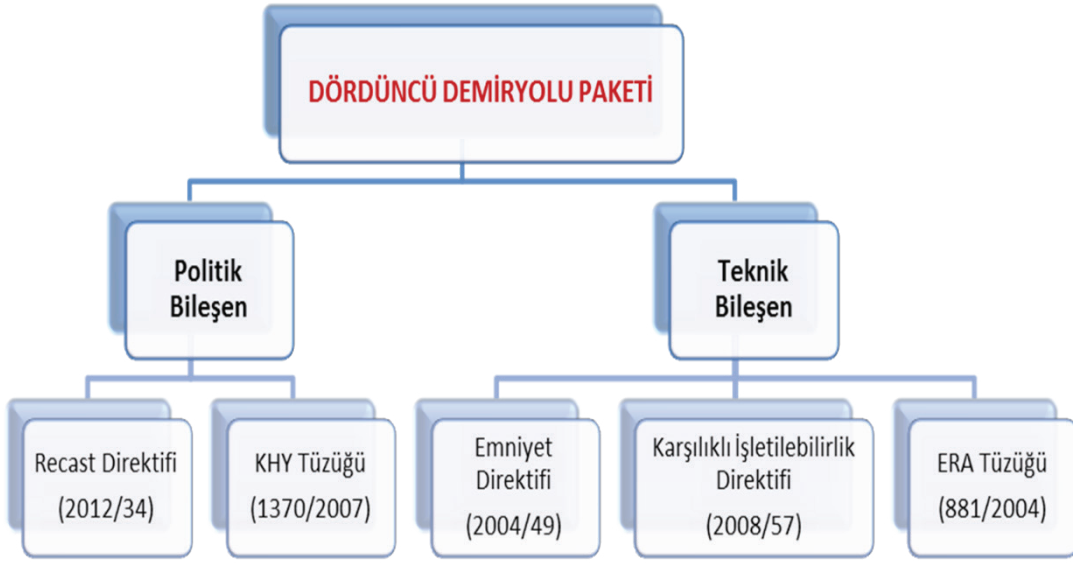 DÖRDÜNCÜ DEMİRYOLU PAKETİ
Politik
Bileşen
Teknik
Bileşen
Recast Direktifi
(2012/34)
KHY Tüzüğü
(1370/2007)
Emniyet
Direktifi
(2004/49)
Karşılıklı İşletilebilirlik
Direktifi
(2008/57)
ERA Tüzüğü
(881/2004)